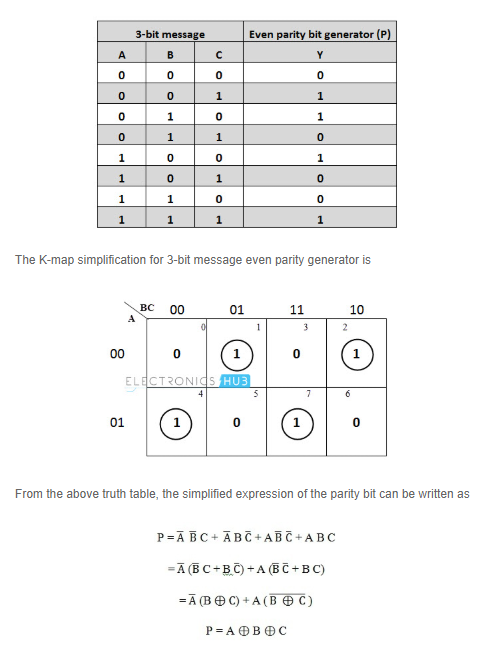 3-bit message Even parity bit generator (P)
A B C Y
0 0 0 0
0 0 1 1
0 1 0 1
0 1 1 0
1 0 0 1
1 0 1 0
1 1 0 0
1 1 1 1
The K-map simplification for 3-bit message even parity generator is
BC 00 01 11 10
A
0 1 3 2
00 0 1 0 1
ELECTRONICS HUB
4 5 7 6
01 1 0 1 0
From the above truth table, the simplified expression of the parity bit can be written as
P = A̅ B̅ C + A̅ B C̅ + A B̅ C̅ + A B C
= A̅ (B̅ C + B C̅) + A (B̅ C̅ + B C)
= A̅ (B ⊕ C) + A (B̅ ⊕̅ C̅)
P = A ⊕ B ⊕ C